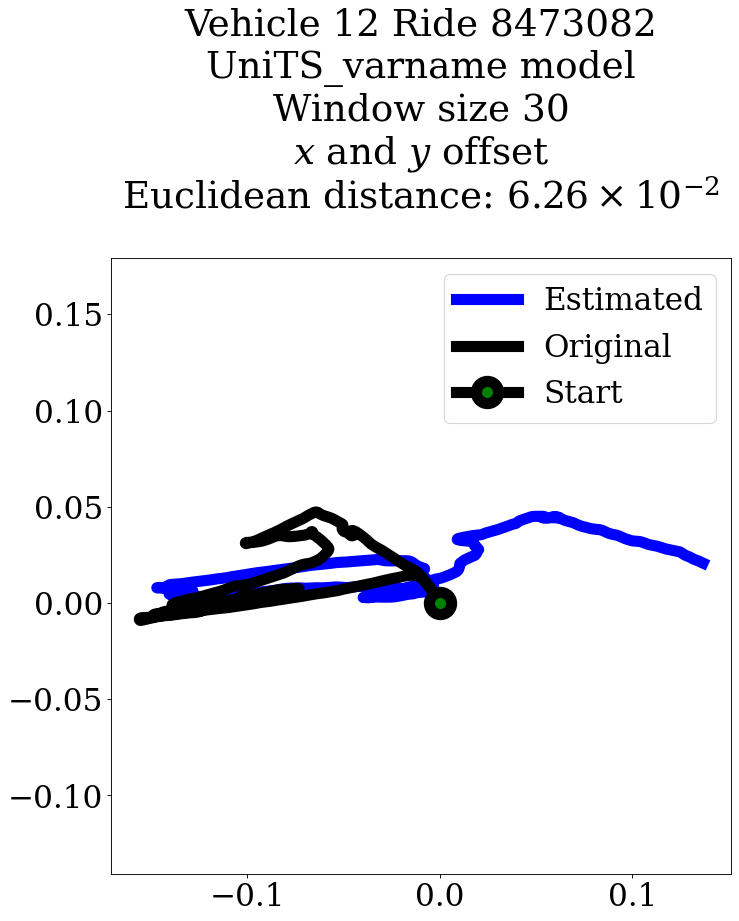 Vehicle 12 Ride 8473082
UniTS_varname model
Window size 30
x and y offset
Euclidean distance: 6.26 × 10⁻²
Estimated
Original
Start
0.15
0.10
0.05
0.00
−0.05
−0.10
−0.1 0.0 0.1